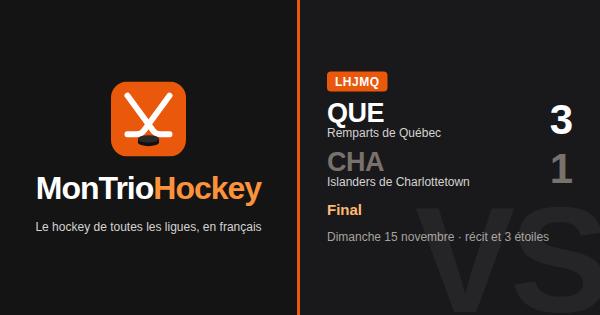 MonTrioHockey
Le hockey de toutes les ligues, en français
LHJMQ
QUE
Remparts de Québec
3
CHA
Islanders de Charlottetown
1
Final
Dimanche 15 novembre · récit et 3 étoiles
VS